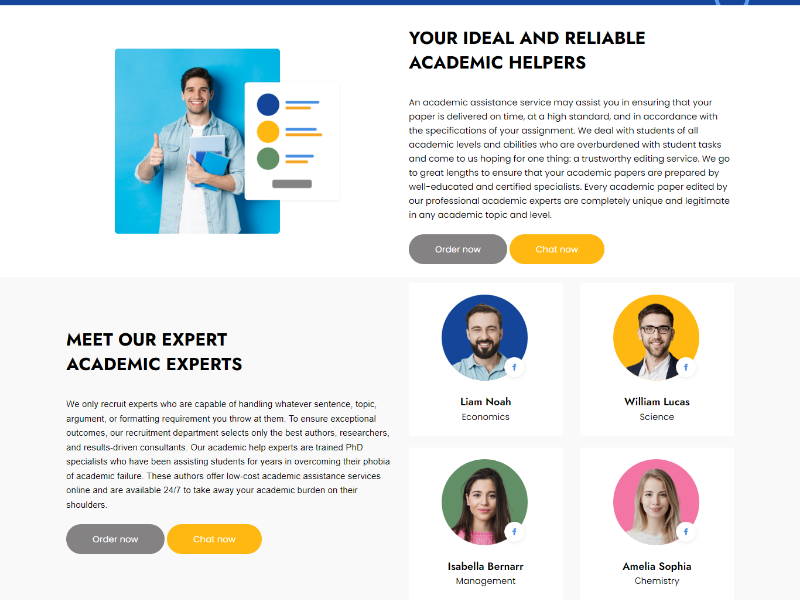 YOUR IDEAL AND RELIABLE
ACADEMIC HELPERS
An academic assistance service may assist you in ensuring that your
paper is delivered on time, at a high standard, and in accordance with
the specifications of your assignment. We deal with students of all
academic levels and abilities who are overburdened with student tasks
and come to us hoping for one thing: a trustworthy editing service. We go
to great lengths to ensure that your academic papers are prepared by
well-educated and certified specialists. Every academic paper edited by
our professional academic experts are completely unique and legitimate
in any academic topic and level.
Order now
Chat now
MEET OUR EXPERT
ACADEMIC EXPERTS
We only recruit experts who are capable of handling whatever sentence, topic,
argument, or formatting requirement you throw at them. To ensure exceptional
outcomes, our recruitment department selects only the best authors, researchers,
and results-driven consultants. Our academic help experts are trained PhD
specialists who have been assisting students for years in overcoming their phobia
of academic failure. These authors offer low-cost academic assistance services
online and are available 24/7 to take away your academic burden on their
shoulders.
Order now
Chat now
Liam Noah
Economics
William Lucas
Science
Isabella Bernarr
Management
Amelia Sophia
Chemistry